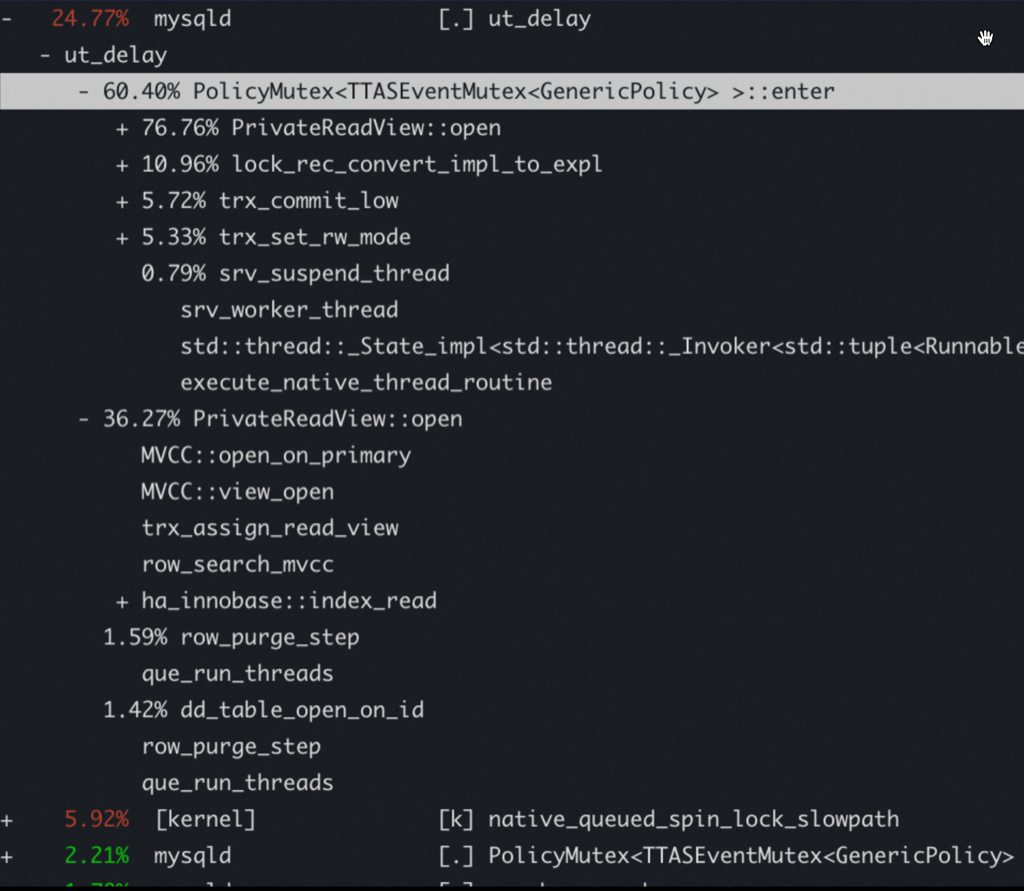 - 24.77% mysqld [.] ut_delay
- ut_delay
- 60.40% PolicyMutex<TTASEventMutex<GenericPolicy> >::enter
+ 76.76% PrivateReadView::open
+ 10.96% lock_rec_convert_impl_to_expl
+ 5.72% trx_commit_low
+ 5.33% trx_set_rw_mode
0.79% srv_suspend_thread
srv_worker_thread
std::thread::_State_impl<std::thread::_Invoker<std::tuple<Runnable
execute_native_thread_routine
- 36.27% PrivateReadView::open
MVCC::open_on_primary
MVCC::view_open
trx_assign_read_view
row_search_mvcc
+ ha_innobase::index_read
1.59% row_purge_step
que_run_threads
1.42% dd_table_open_on_id
row_purge_step
que_run_threads
+ 5.92% [kernel] [k] native_queued_spin_lock_slowpath
+ 2.21% mysqld [.] PolicyMutex<TTASEventMutex<GenericPolicy>